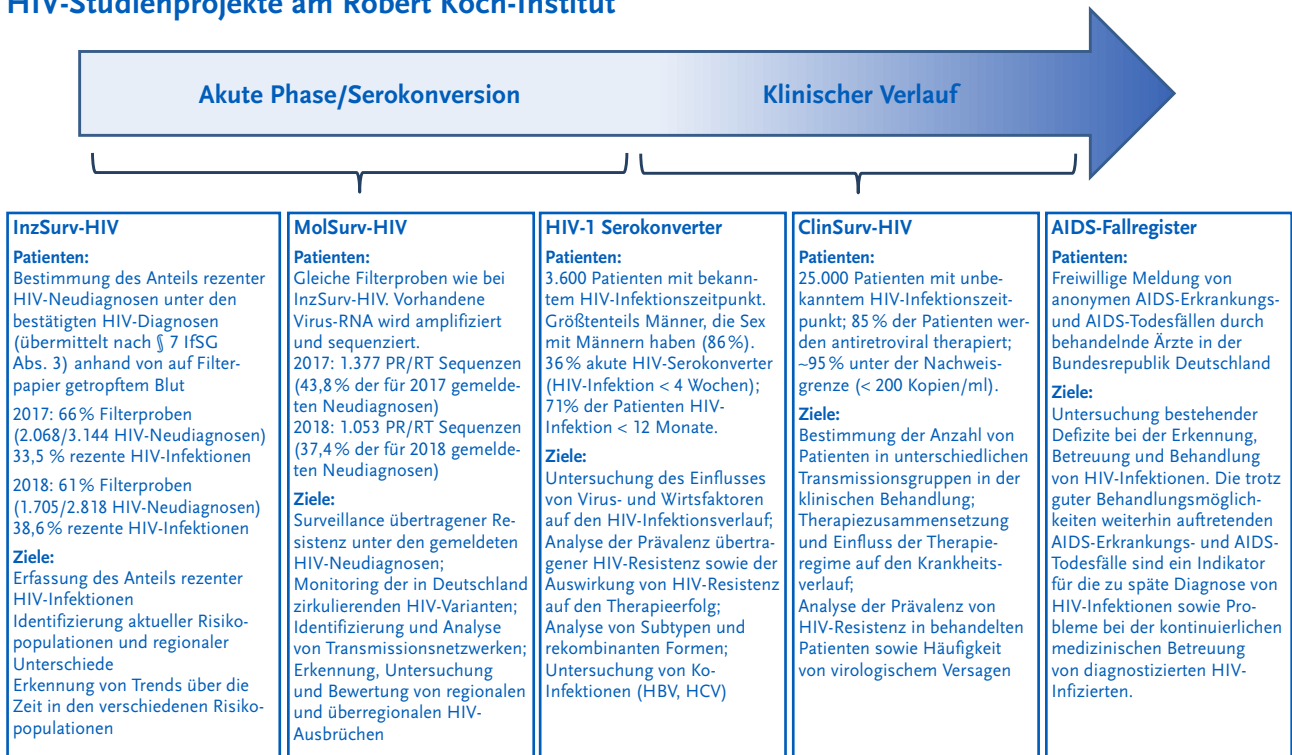 HIV-Studienprojekte am Robert Koch-Institut
Akute Phase/Serokonversion
Klinischer Verlauf
InzSurv-HIV
Patienten:
Bestimmung des Anteils rezenter
HIV-Neudiagnosen unter den
bestätigten HIV-Diagnosen
(übermittelt nach § 7 IfSG
Abs. 3) anhand von auf Filter-
papier getropftem Blut
2017: 66 % Filterproben
(2.068/3.144 HIV-Neudiagnosen)
33,5 % rezente HIV-Infektionen
2018: 61 % Filterproben
(1.705/2.818 HIV-Neudiagnosen)
38,6 % rezente HIV-Infektionen
Ziele:
Erfassung des Anteils rezenter
HIV-Infektionen
Identifizierung aktueller Risiko-
populationen und regionaler
Unterschiede
Erkennung von Trends über die
Zeit in den verschiedenen Risiko-
populationen
MolSurv-HIV
Patienten:
Gleiche Filterproben wie bei
InzSurv-HIV. Vorhandene
Virus-RNA wird amplifiziert
und sequenziert.
2017: 1.377 PR/RT Sequenzen
(43,8 % der für 2017 gemelde-
ten Neudiagnosen)
2018: 1.053 PR/RT Sequenzen
(37,4 % der für 2018 gemelde-
ten Neudiagnosen)
Ziele:
Surveillance übertragener Re-
sistenz unter den gemeldeten
HIV-Neudiagnosen;
Monitoring der in Deutschland
zirkulierenden HIV-Varianten;
Identifizierung und Analyse
von Transmissionsnetzwerken;
Erkennung, Untersuchung
und Bewertung von regionalen
und überregionalen HIV-
Ausbrüchen
HIV-1 Serokonverter
Patienten:
3.600 Patienten mit bekann-
tem HIV-Infektionszeitpunkt.
Größtenteils Männer, die Sex
mit Männern haben (86 %).
36 % akute HIV-Serokonverter
(HIV-Infektion < 4 Wochen);
71% der Patienten HIV-
Infektion < 12 Monate.
Ziele:
Untersuchung des Einflusses
von Virus- und Wirtsfaktoren
auf den HIV-Infektionsverlauf;
Analyse der Prävalenz übertra-
gener HIV-Resistenz sowie der
Auswirkung von HIV-Resistenz
auf den Therapieerfolg;
Analyse von Subtypen und
rekombinanten Formen;
Untersuchung von Ko-
Infektionen (HBV, HCV)
ClinSurv-HIV
Patienten:
25.000 Patienten mit unbe-
kanntem HIV-Infektionszeit-
punkt; 85 % der Patienten wer-
den antiretroviral therapiert;
~95 % unter der Nachweis-
grenze (< 200 Kopien/ml).
Ziele:
Bestimmung der Anzahl von
Patienten in unterschiedlichen
Transmissionsgruppen in der
klinischen Behandlung;
Therapiezusammensetzung
und Einfluss der Therapie-
regime auf den Krankheits-
verlauf;
Analyse der Prävalenz von
HIV-Resistenz in behandelten
Patienten sowie Häufigkeit
von virologischem Versagen
AIDS-Fallregister
Patienten:
Freiwillige Meldung von
anonymen AIDS-Erkrankungs-
und AIDS-Todesfällen durch
behandelnde Ärzte in der
Bundesrepublik Deutschland
Ziele:
Untersuchung bestehender
Defizite bei der Erkennung,
Betreuung und Behandlung
von HIV-Infektionen. Die trotz
guter Behandlungsmöglich-
keiten weiterhin auftretenden
AIDS-Erkrankungs- und AIDS-
Todesfälle sind ein Indikator
für die zu späte Diagnose von
HIV-Infektionen sowie Pro-
bleme bei der kontinuierlichen
medizinischen Betreuung
von diagnostizierten HIV-
Infizierten.